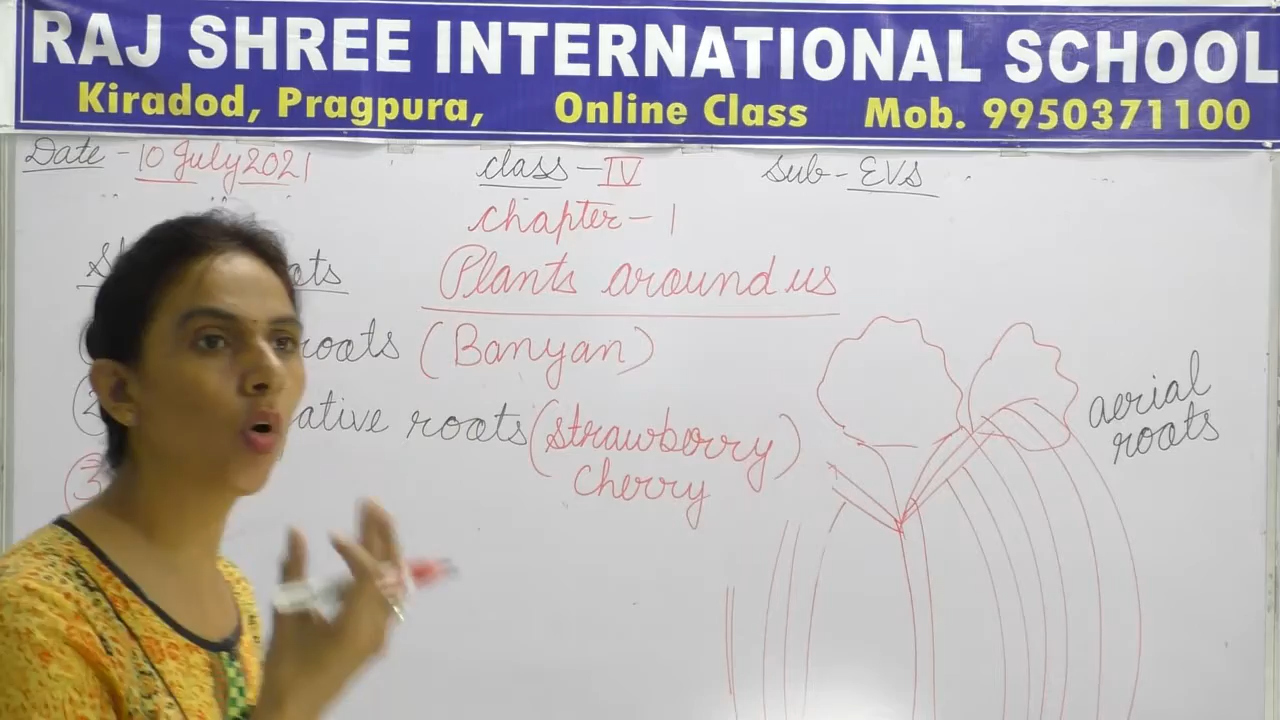 RAJ SHREE INTERNATIONAL SCHOOL
Kiradod, Pragpura, Online Class Mob. 9950371100
Date - 10 July 2021 class - IV Sub - EVS
chapter - 1
Plants around us
roots (Banyan)
roots (strawberry)
cherry
3
aerial
roots